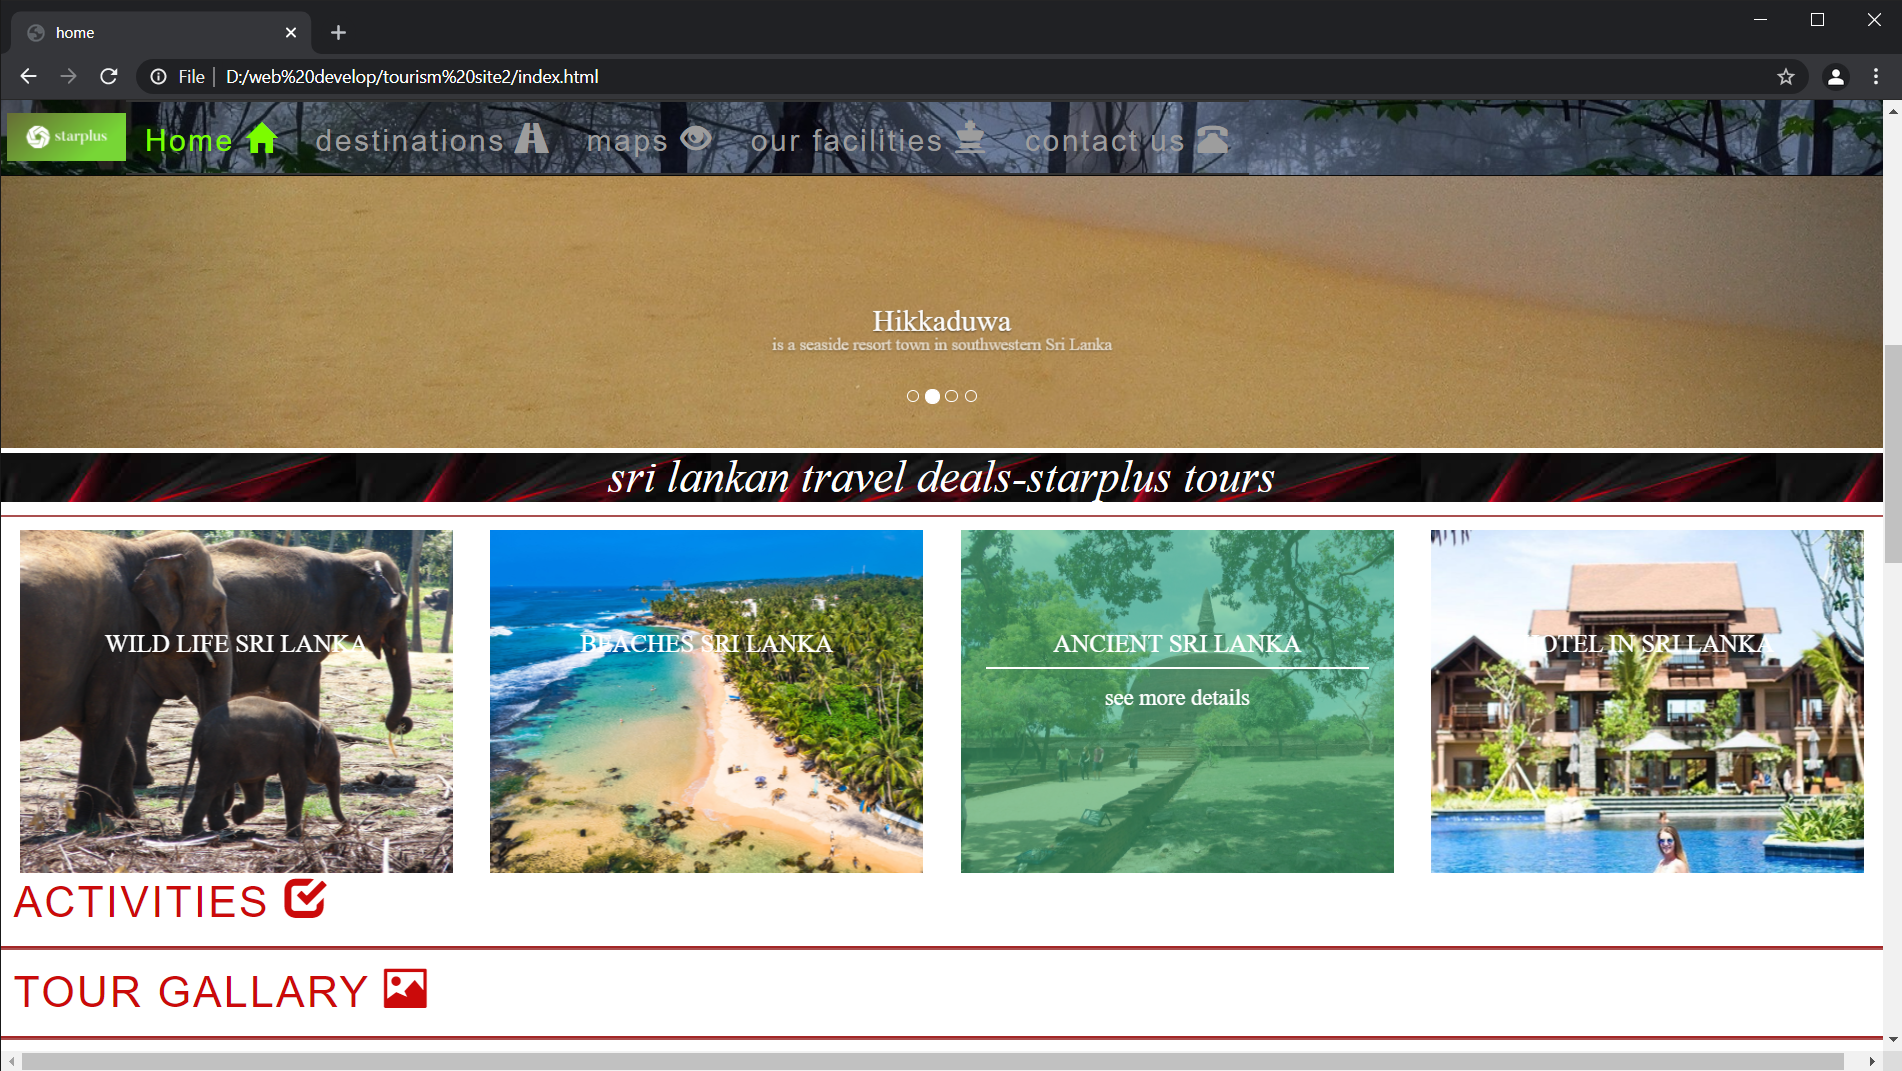 home
File
D:/web%20develop/tourism%20site2/index.html
starplus
Home
destinations
maps
our facilities
contact us
Hikkaduwa
is a seaside resort town in southwestern Sri Lanka
sri lankan travel deals-starplus tours
WILD LIFE SRI LANKA
BEACHES SRI LANKA
ANCIENT SRI LANKA
HOTEL IN SRI LANKA
see more details
ACTIVITIES
TOUR GALLARY